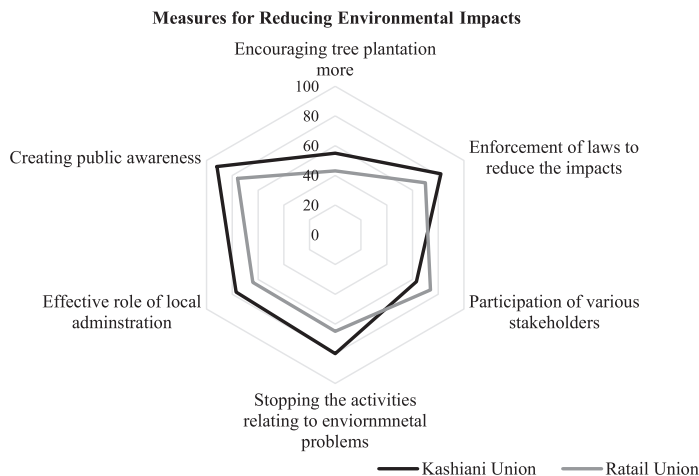 Measures for Reducing Environmental Impacts
Encouraging tree plantation
more
100
80
60
40
20
0
Enforcement of laws to
reduce the impacts
Participation of various
stakeholders
Stopping the activities
relating to enviornmnetal
problems
Effective role of local
adminstration
Creating public awareness
Kashiani Union
Ratail Union